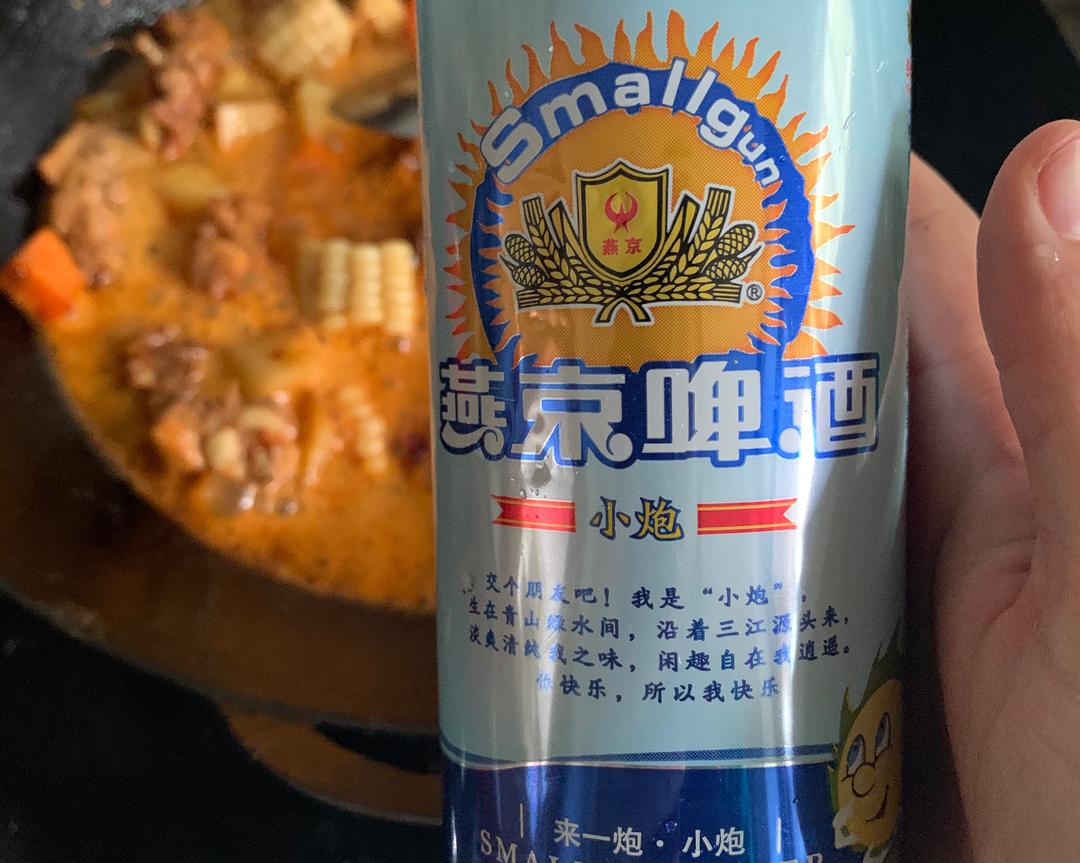 Smallgun
燕京
®
燕京啤酒
小炮
交个朋友吧！我是“小炮”。
生在青山绿水间，沿着三江源头来，
淡爽清纯我之味，闲趣自在我逍遥。
你快乐，所以我快乐
来一炮·小炮